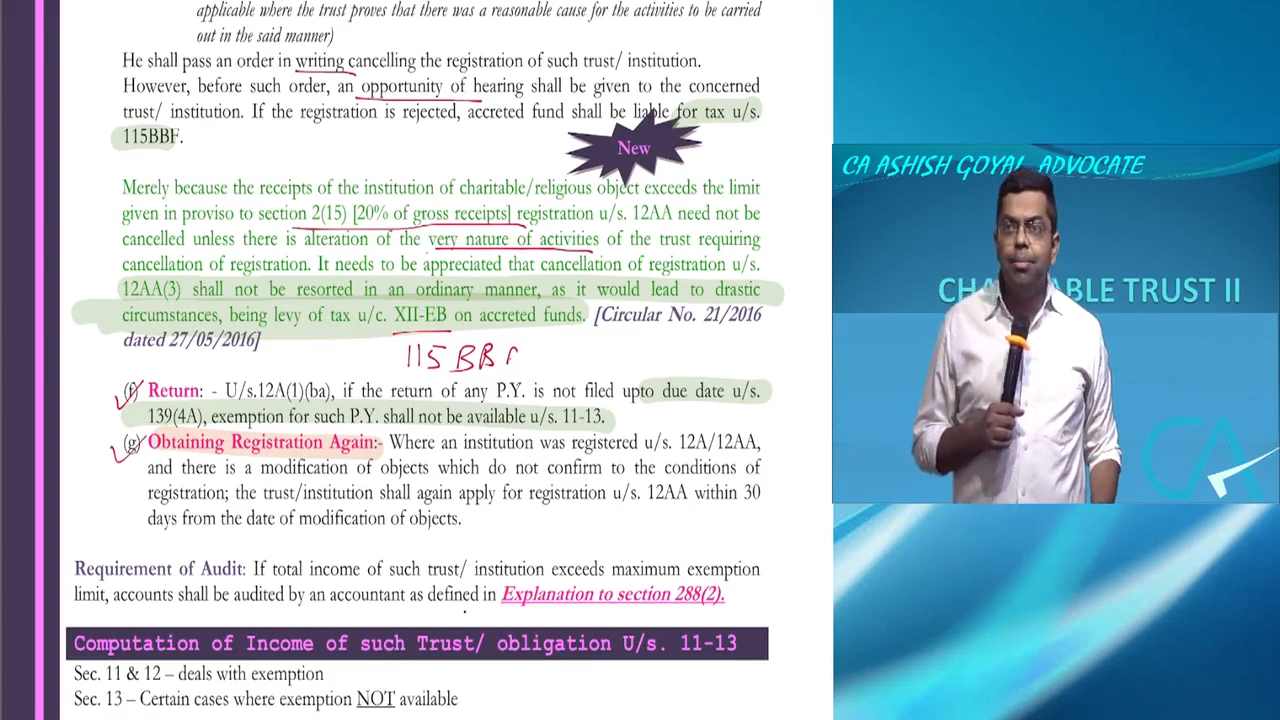 applicable where the trust proves that there was a reasonable cause for the activities to be carried
out in the said manner)
He shall pass an order in writing cancelling the registration of such trust/ institution.
However, before such order, an opportunity of hearing shall be given to the concerned
trust/ institution. If the registration is rejected, accreted fund shall be liable for tax u/s.
115BBF.
New
Merely because the receipts of the institution of charitable/religious object exceeds the limit
given in proviso to section 2(15) [20% of gross receipts] registration u/s. 12AA need not be
cancelled unless there is alteration of the very nature of activities of the trust requiring
cancellation of registration. It needs to be appreciated that cancellation of registration u/s.
12AA(3) shall not be resorted in an ordinary manner, as it would lead to drastic
circumstances, being levy of tax u/c. XII-EB on accreted funds. [Circular No. 21/2016
dated 27/05/2016]
115 BB
(f) Return: - U/s.12A(1)(ba), if the return of any P.Y. is not filed upto due date u/s.
139(4A), exemption for such P.Y. shall not be available u/s. 11-13.
(g) Obtaining Registration Again:- Where an institution was registered u/s. 12A/12AA,
and there is a modification of objects which do not confirm to the conditions of
registration; the trust/institution shall again apply for registration u/s. 12AA within 30
days from the date of modification of objects.
Requirement of Audit: If total income of such trust/ institution exceeds maximum exemption
limit, accounts shall be audited by an accountant as defined in Explanation to section 288(2).
Computation of Income of such Trust/ obligation U/s. 11-13
Sec. 11 & 12 – deals with exemption
Sec. 13 – Certain cases where exemption NOT available
CA ASHISH GOYAL ADVOCATE
CH ABLE TRUST II
CA